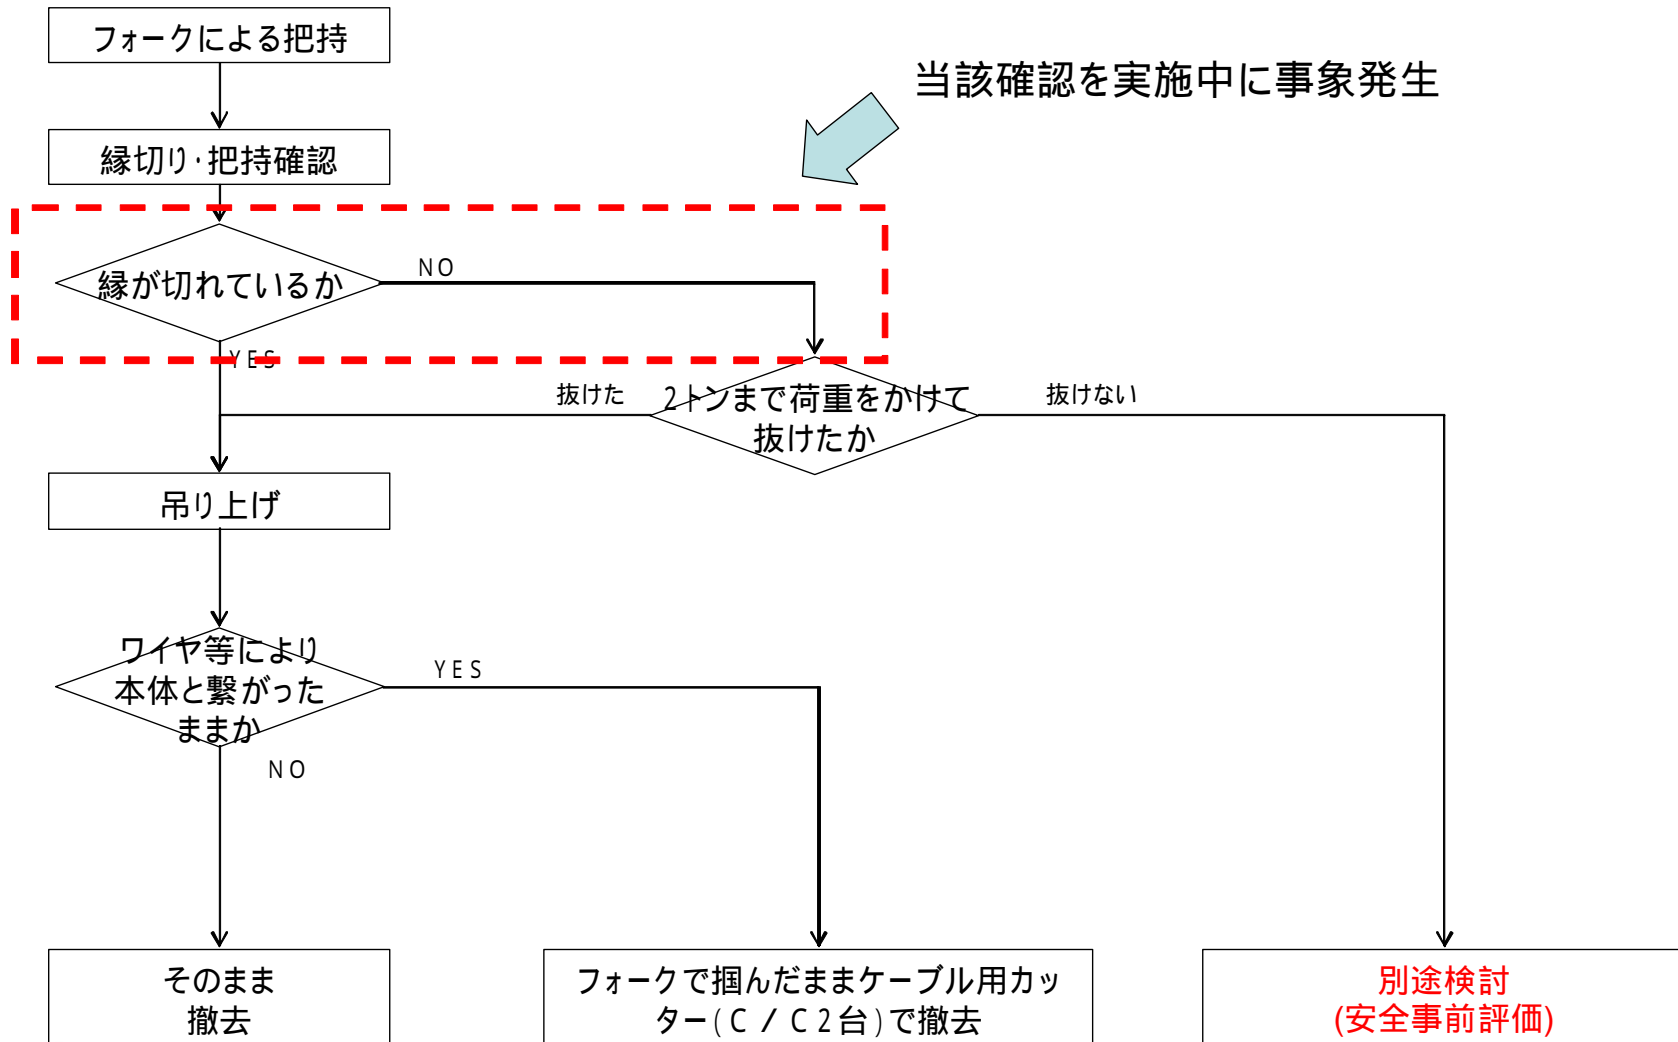 フォークによる把持
当該確認を実施中に事象発生
縁切り・把持確認
縁が切れているか
NO
YES
抜けた
2トンまで荷重をかけて
抜けたか
抜けない
吊り上げ
ワイヤ等により
本体と繋がった
ままか
YES
NO
そのまま
撤去
フォークで掴んだままケーブル用カッ
ター(C/C2台)で撤去
別途検討
(安全事前評価)